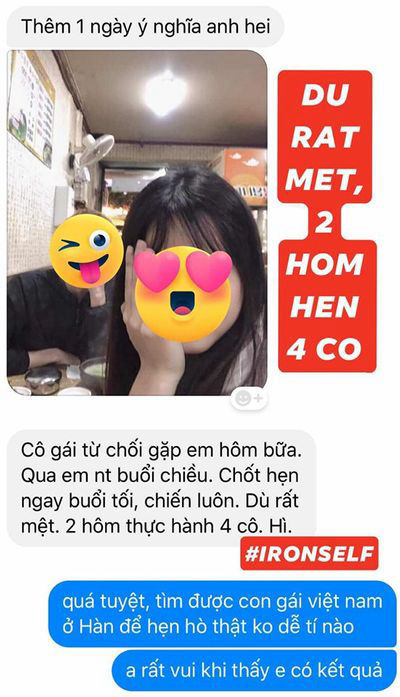 Thêm 1 ngày ý nghĩa anh hei
DU
RAT
MET,
2
HOM
HEN
4 CO
Cô gái từ chối gặp em hôm bữa.
Qua em nt buổi chiều. Chốt hẹn
ngay buổi tối, chiến luôn. Dù rất
mệt. 2 hôm thực hành 4 cô. Hì.
#IRONSELF
quá tuyệt, tìm được con gái việt nam
ở Hàn để hẹn hò thật ko dễ tí nào
a rất vui khi thấy e có kết quả